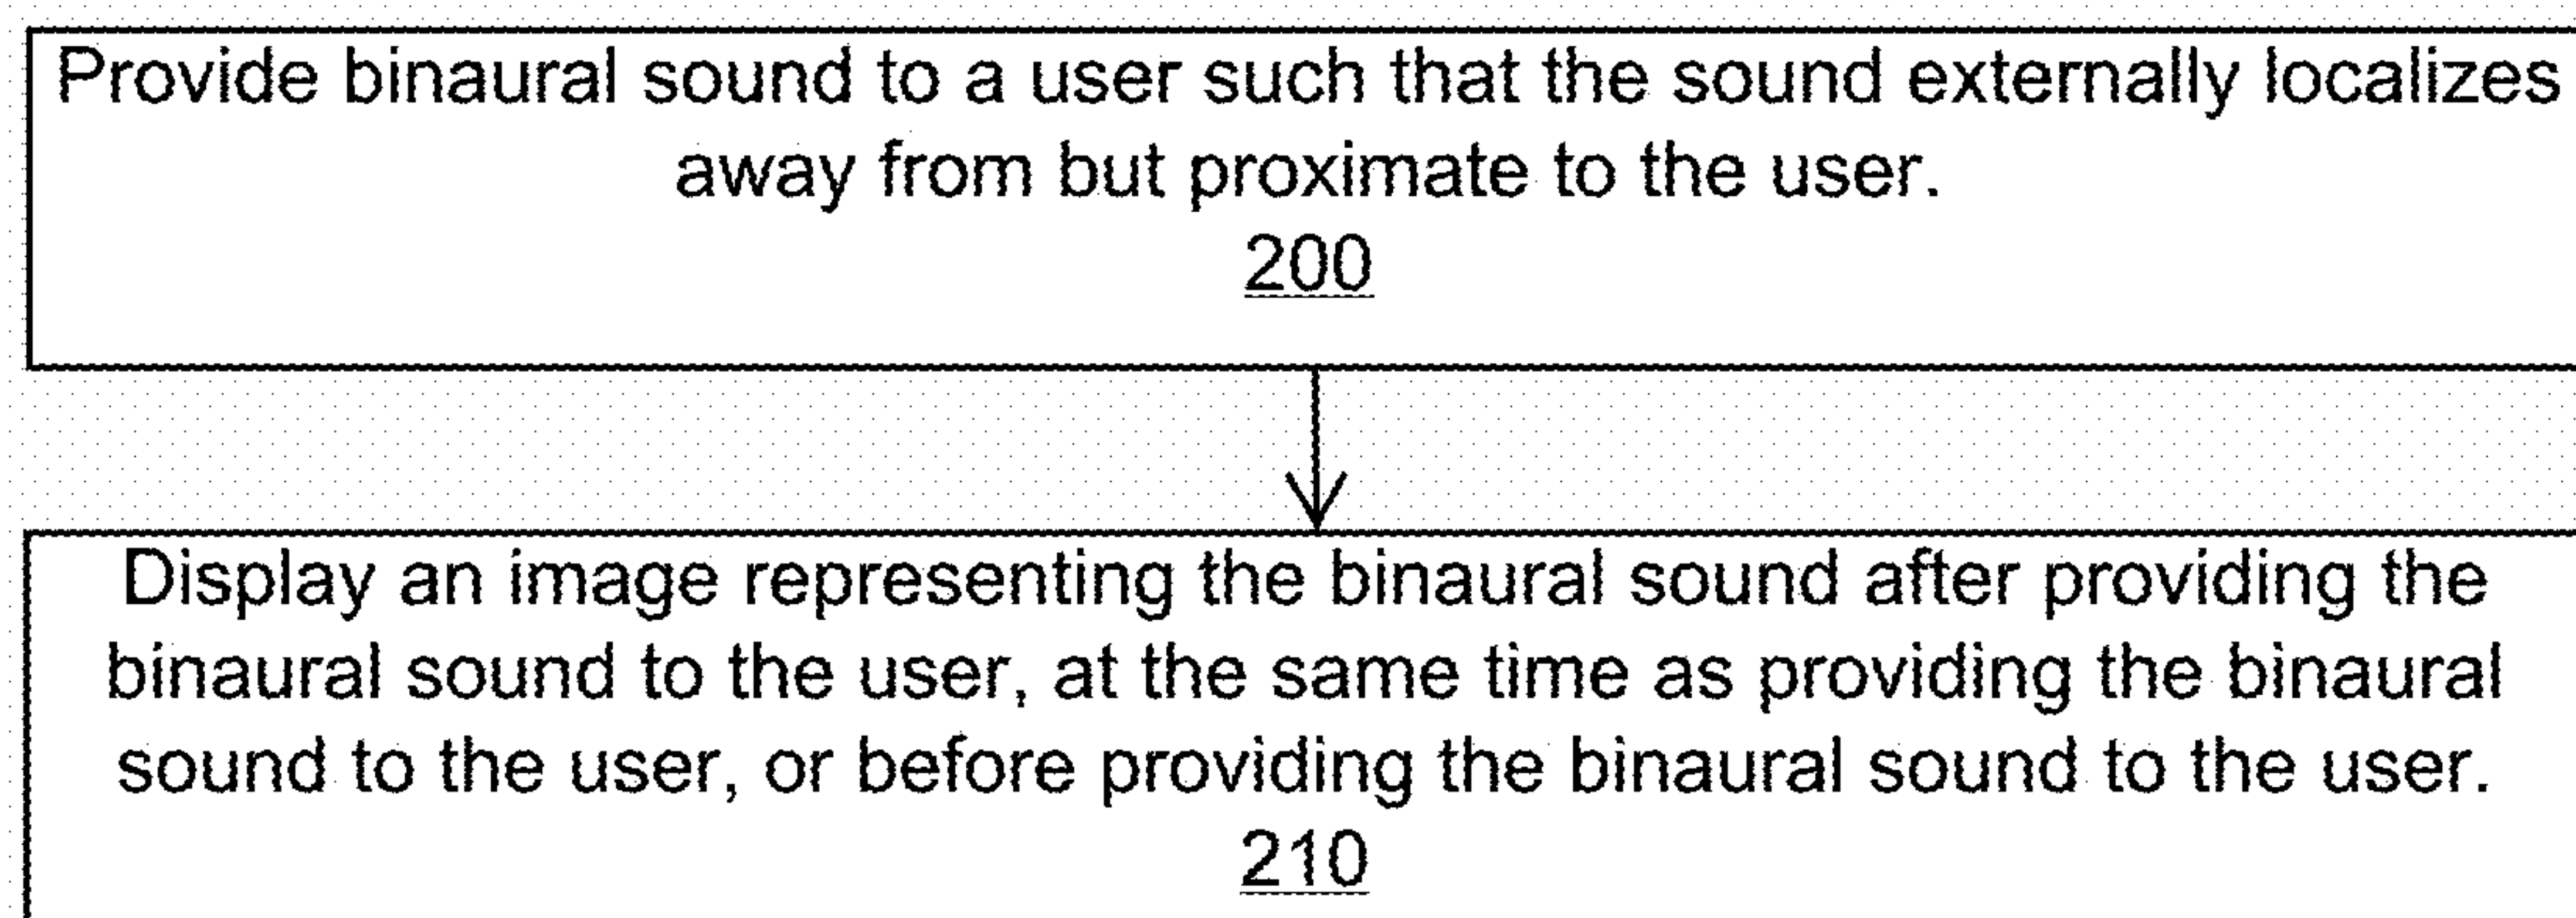 Provide binaural sound to a user such that the sound externally localizes
away from but proximate to the user.
200
Display an image representing the binaural sound after providing the
binaural sound to the user, at the same time as providing the binaural
sound to the user, or before providing the binaural sound to the user.
210